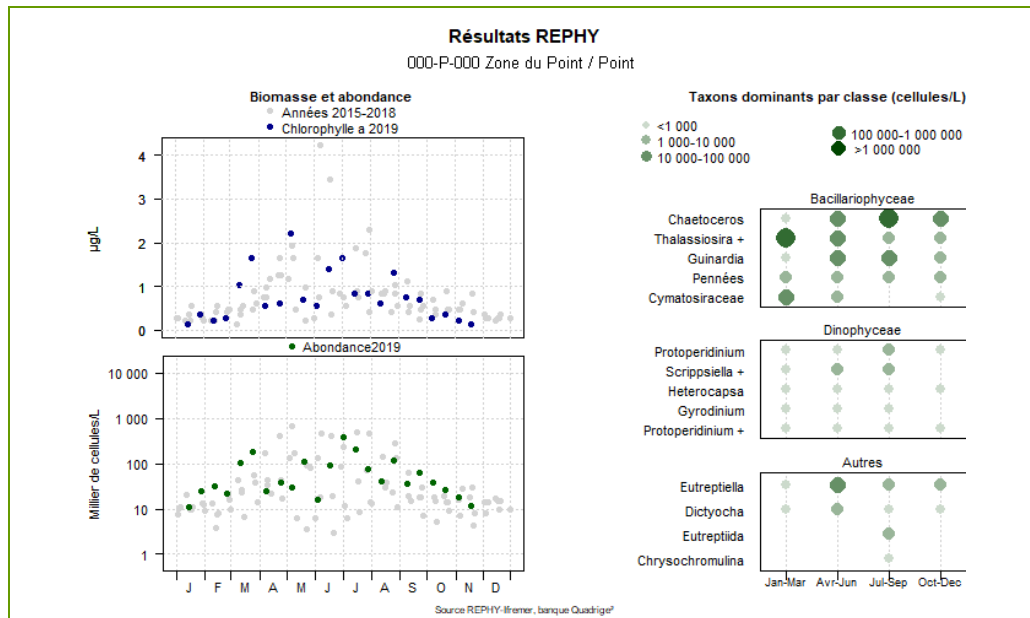 Résultats REPHY
000-P-000 Zone du Point / Point
Biomasse et abondance
Années 2015-2018
Chlorophylle a 2019
µg/L
4
3
2
1
0
Abondance2019
Millier de cellules/L
10 000
1 000
100
10
1
J F M A M J J A S O N D
Taxons dominants par classe (cellules/L)
<1 000
1 000-10 000
10 000-100 000
100 000-1 000 000
>1 000 000
Bacillariophyceae
Chaetoceros
Thalassiosira +
Guinardia
Pennées
Cymatosiraceae
Dinophyceae
Protoperidinium
Scrippsiella +
Heterocapsa
Gyrodinium
Protoperidinium +
Autres
Eutreptiella
Dictyocha
Eutreptiida
Chrysochromulina
Jan-Mar Avr-Jun Jul-Sep Oct-Dec
Source REPHY-Ifremer, banque Quadrige²